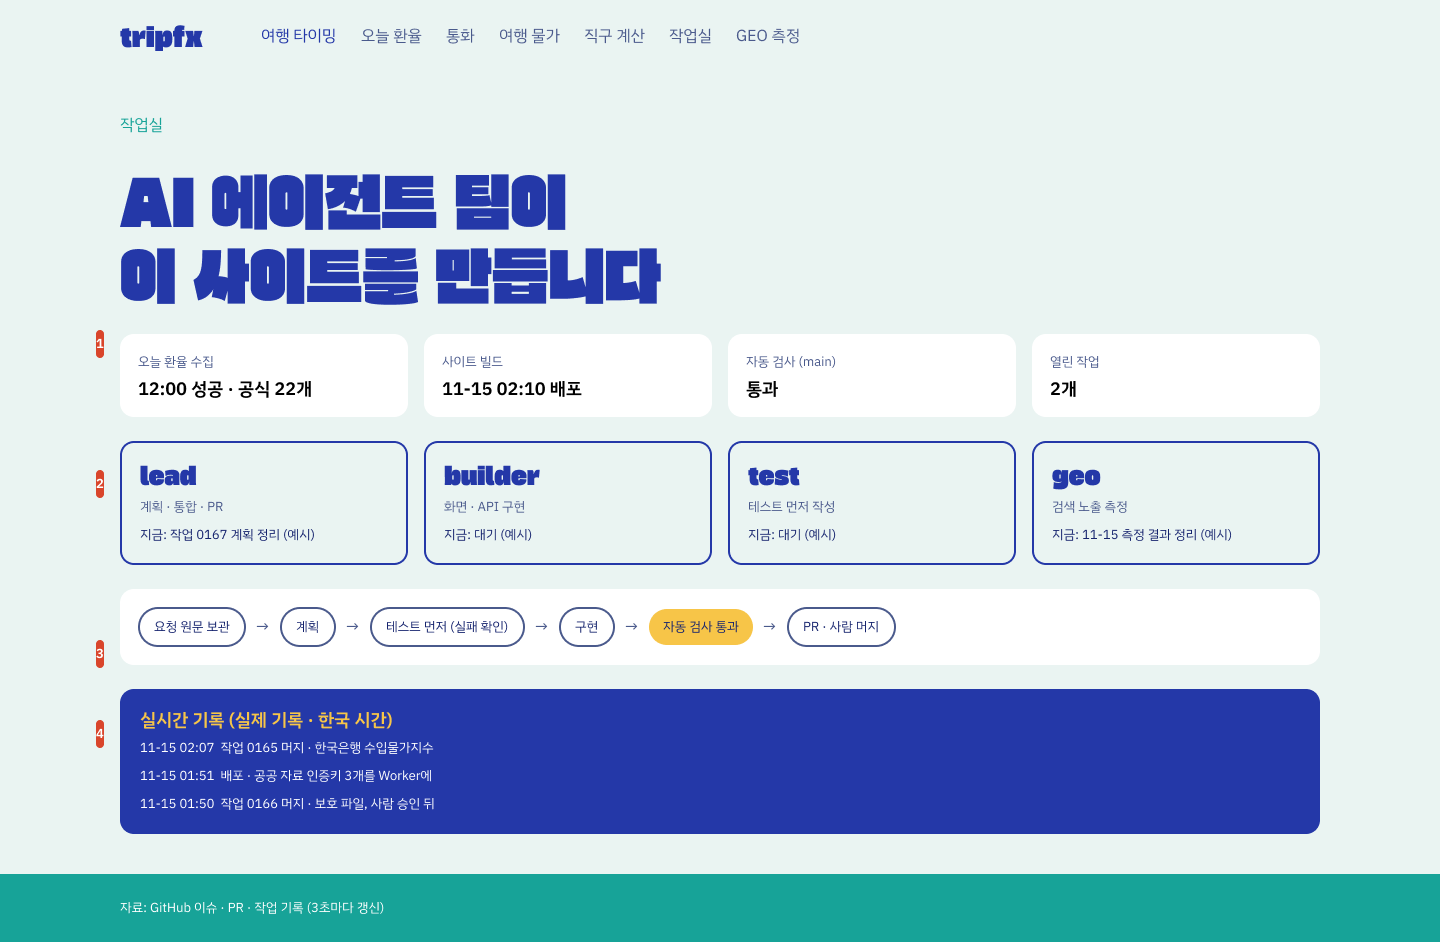 tripfx 여행 타이밍 오늘 환율 통화 여행 물가 직구 계산 작업실 GEO 측정
작업실
AI 에이전트 팀이
이 사이트를 만듭니다
1
오늘 환율 수집
12:00 성공 · 공식 22개
사이트 빌드
11-15 02:10 배포
자동 검사 (main)
통과
열린 작업
2개
2
lead
계획 · 통합 · PR
지금: 작업 0167 계획 정리 (예시)
builder
화면 · API 구현
지금: 대기 (예시)
test
테스트 먼저 작성
지금: 대기 (예시)
geo
검색 노출 측정
지금: 11-15 측정 결과 정리 (예시)
3
요청 원문 보관 → 계획 → 테스트 먼저 (실패 확인) → 구현 → 자동 검사 통과 → PR · 사람 머지
4
실시간 기록 (실제 기록 · 한국 시간)
11-15 02:07 작업 0165 머지 · 한국은행 수입물가지수
11-15 01:51 배포 · 공공 자료 인증키 3개를 Worker에
11-15 01:50 작업 0166 머지 · 보호 파일, 사람 승인 뒤
자료: GitHub 이슈 · PR · 작업 기록 (3초마다 갱신)